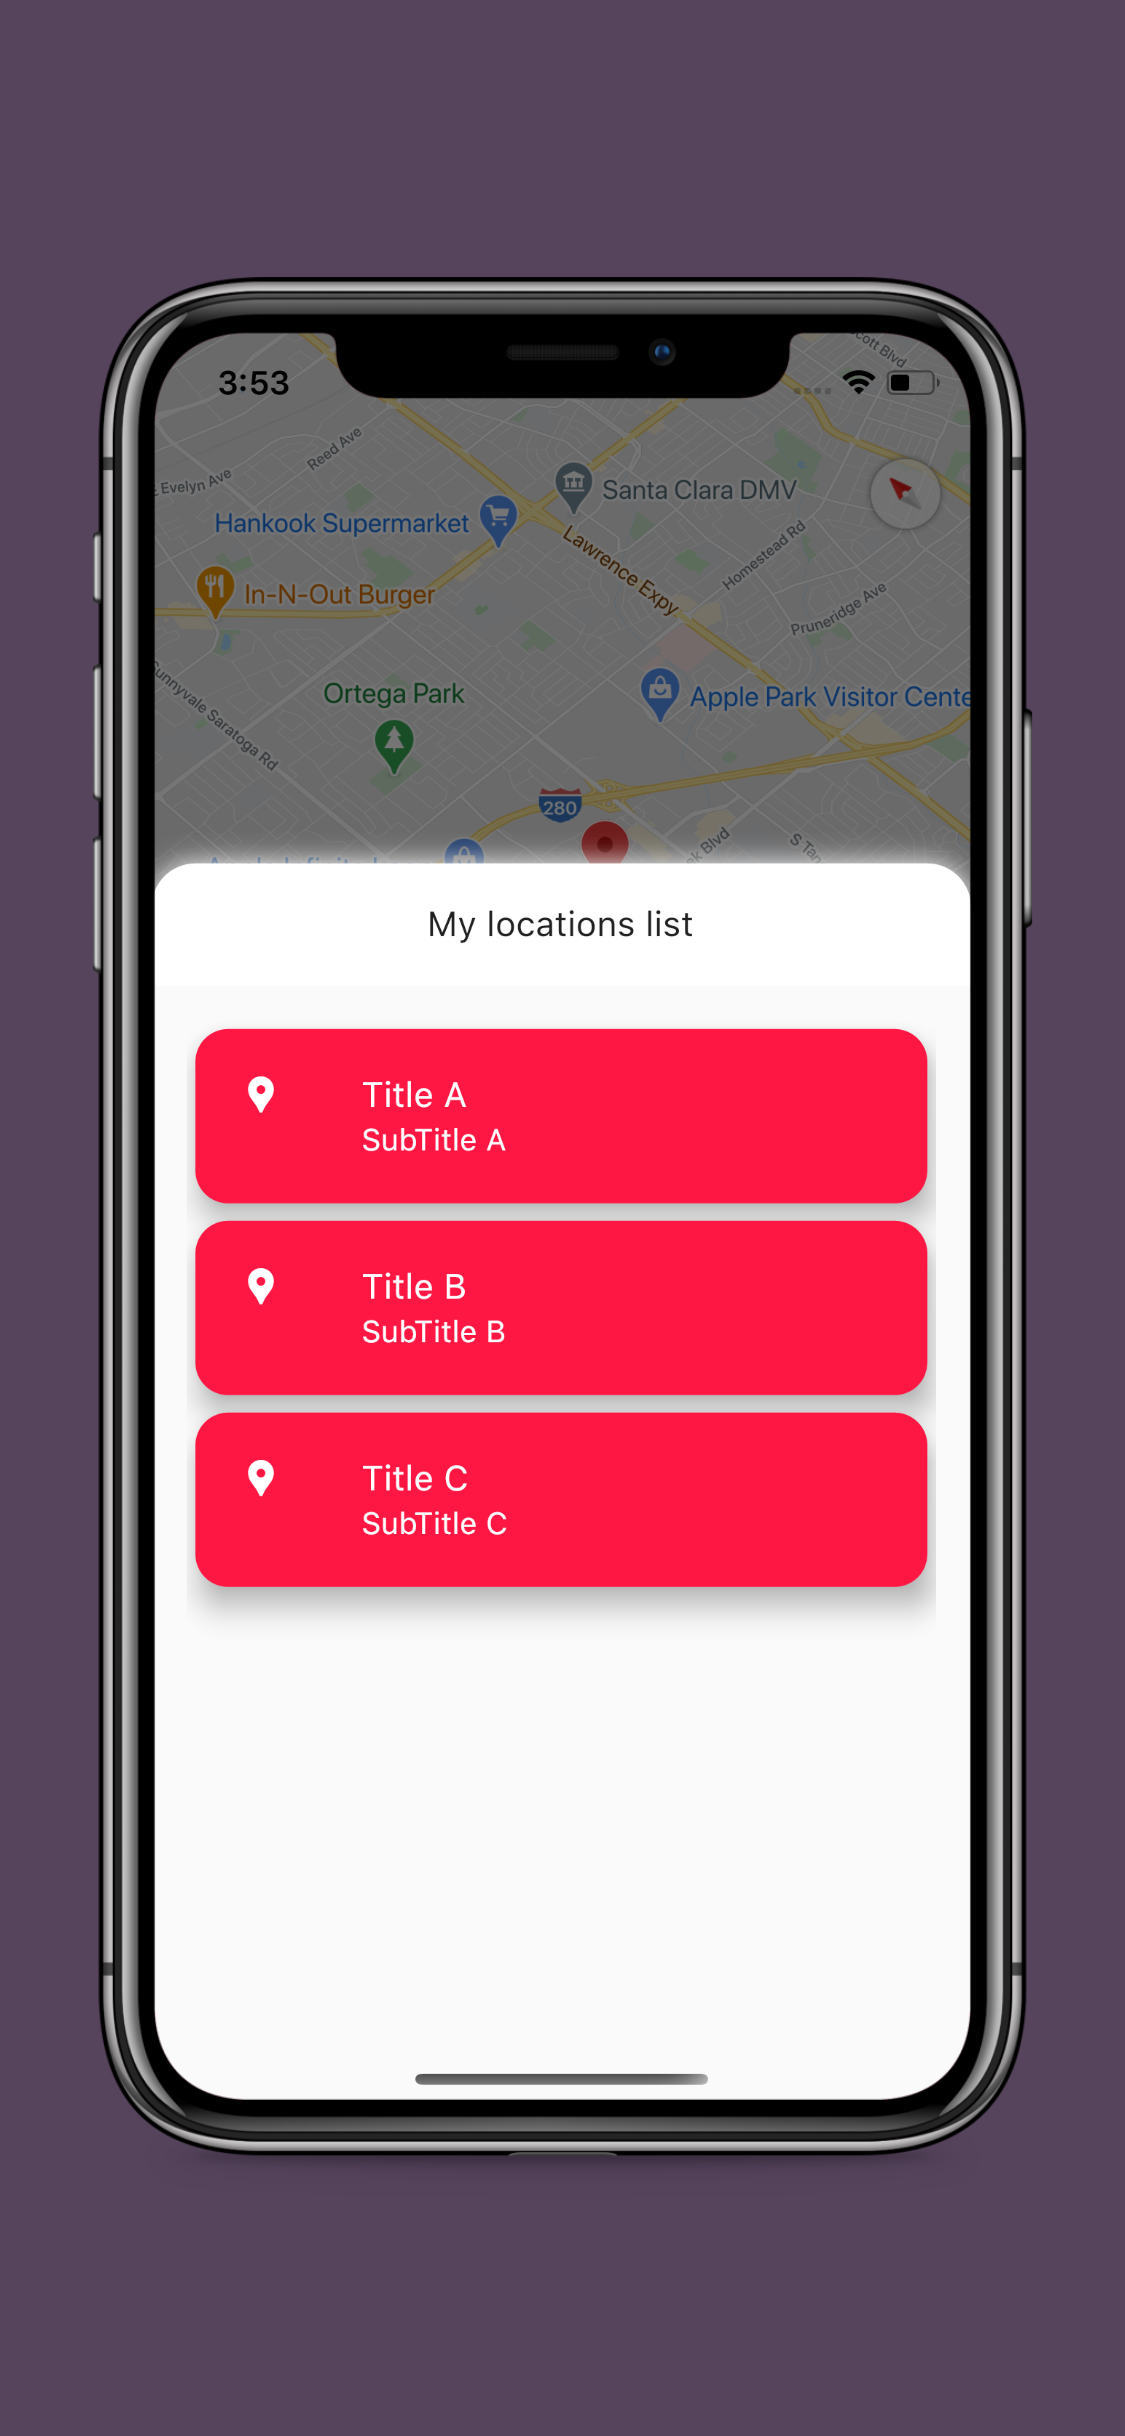 cott Blvd
3:53
Reed Ave
E Evelyn Ave
Santa Clara DMV
Hankook Supermarket
Lawrence Expy
Homestead Rd
In-N-Out Burger
Pruneridge Ave
Sunnyvale Saratoga Rd
Ortega Park
Apple Park Visitor Cente
280
ek Blvd
S Tan
My locations list
Title A
SubTitle A
Title B
SubTitle B
Title C
SubTitle C